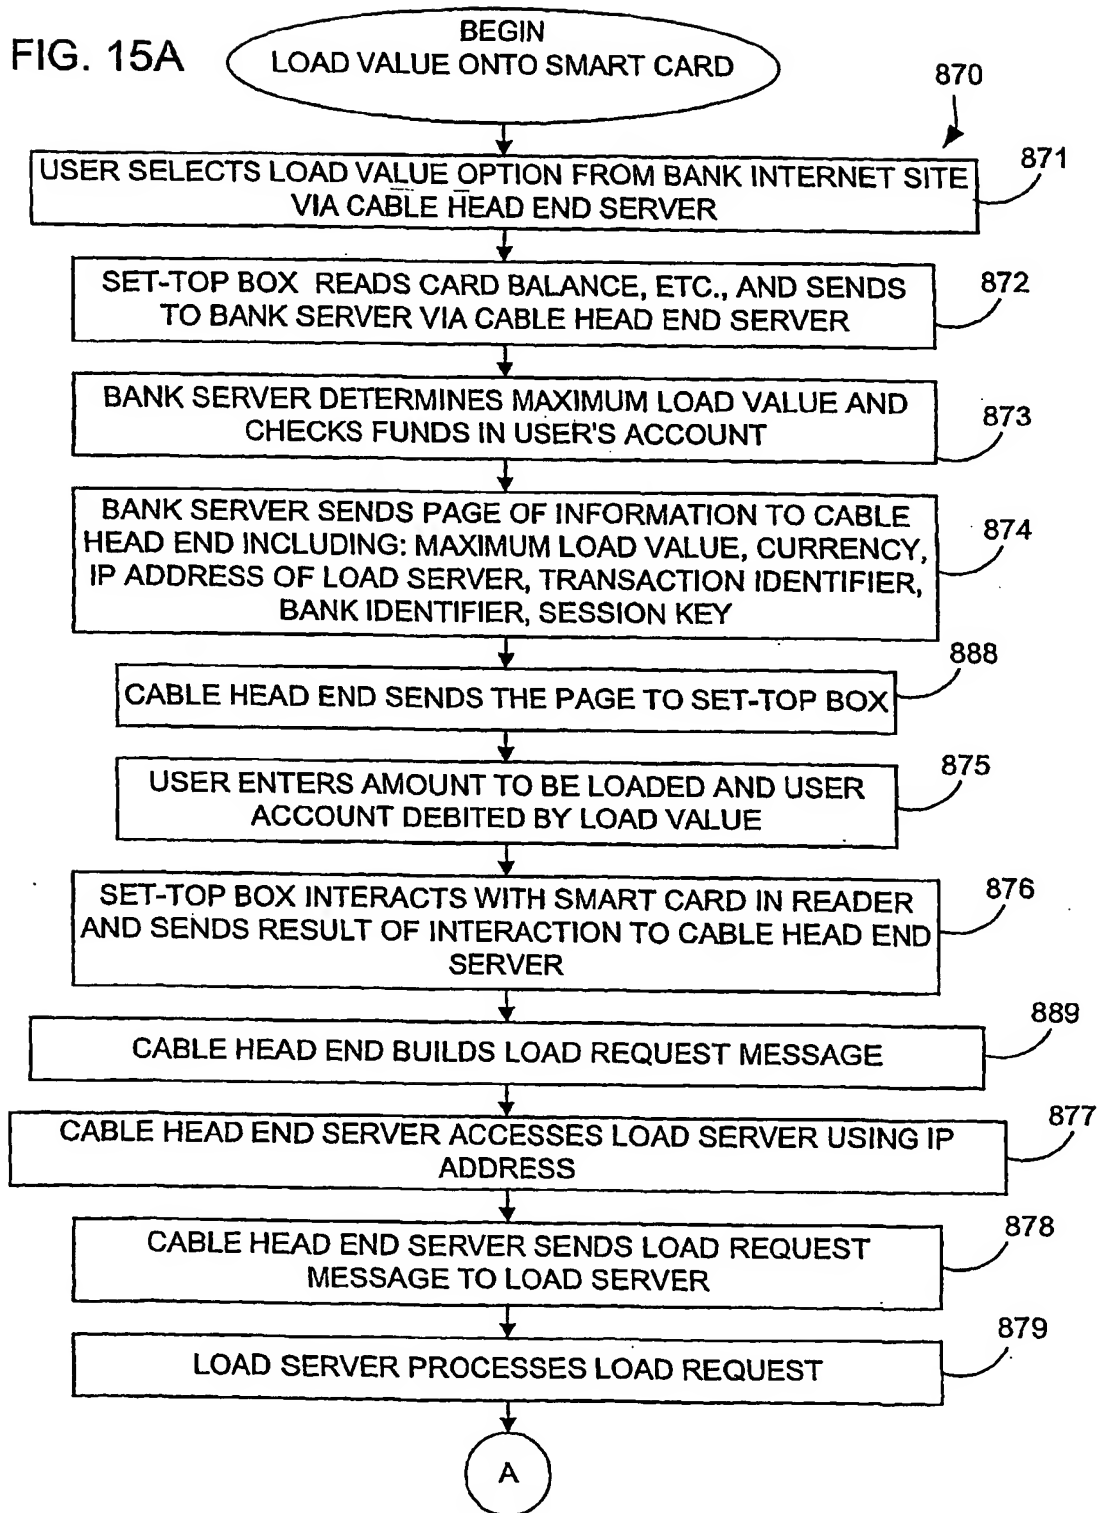 FIG. 15A
BEGIN
LOAD VALUE ONTO SMART CARD
870
USER SELECTS LOAD VALUE OPTION FROM BANK INTERNET SITE
VIA CABLE HEAD END SERVER
871
SET-TOP BOX READS CARD BALANCE, ETC., AND SENDS
TO BANK SERVER VIA CABLE HEAD END SERVER
872
BANK SERVER DETERMINES MAXIMUM LOAD VALUE AND
CHECKS FUNDS IN USER'S ACCOUNT
873
BANK SERVER SENDS PAGE OF INFORMATION TO CABLE
HEAD END INCLUDING: MAXIMUM LOAD VALUE, CURRENCY,
IP ADDRESS OF LOAD SERVER, TRANSACTION IDENTIFIER,
BANK IDENTIFIER, SESSION KEY
874
CABLE HEAD END SENDS THE PAGE TO SET-TOP BOX
888
USER ENTERS AMOUNT TO BE LOADED AND USER
ACCOUNT DEBITED BY LOAD VALUE
875
SET-TOP BOX INTERACTS WITH SMART CARD IN READER
AND SENDS RESULT OF INTERACTION TO CABLE HEAD END
SERVER
876
CABLE HEAD END BUILDS LOAD REQUEST MESSAGE
889
CABLE HEAD END SERVER ACCESSES LOAD SERVER USING IP
ADDRESS
877
CABLE HEAD END SERVER SENDS LOAD REQUEST
MESSAGE TO LOAD SERVER
878
LOAD SERVER PROCESSES LOAD REQUEST
879
A